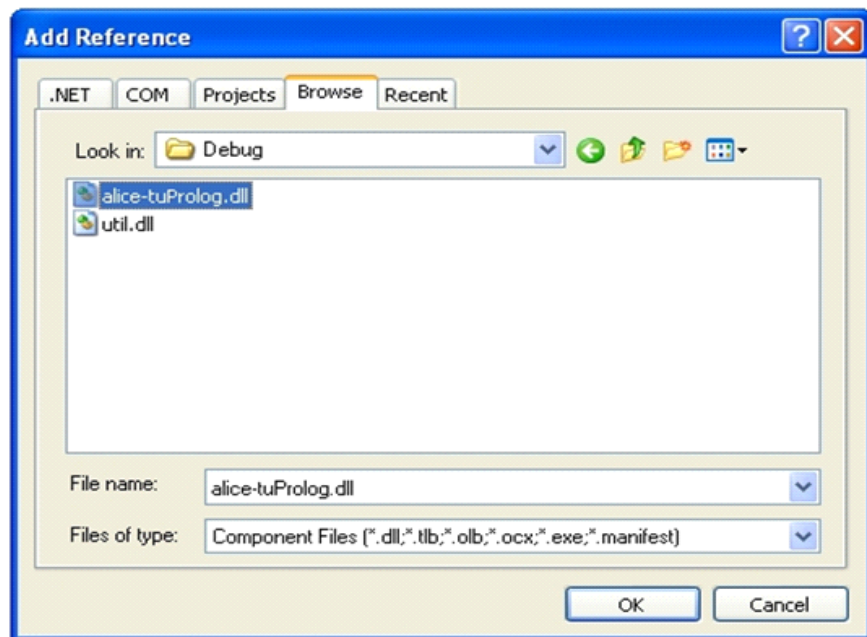 Add Reference
.NET COM Projects Browse Recent
Look in: Debug
alice-tuProlog.dll
util.dll
File name: alice-tuProlog.dll
Files of type: Component Files (*.dll;*.tlb;*.olb;*.ocx;*.exe;*.manifest)
OK Cancel